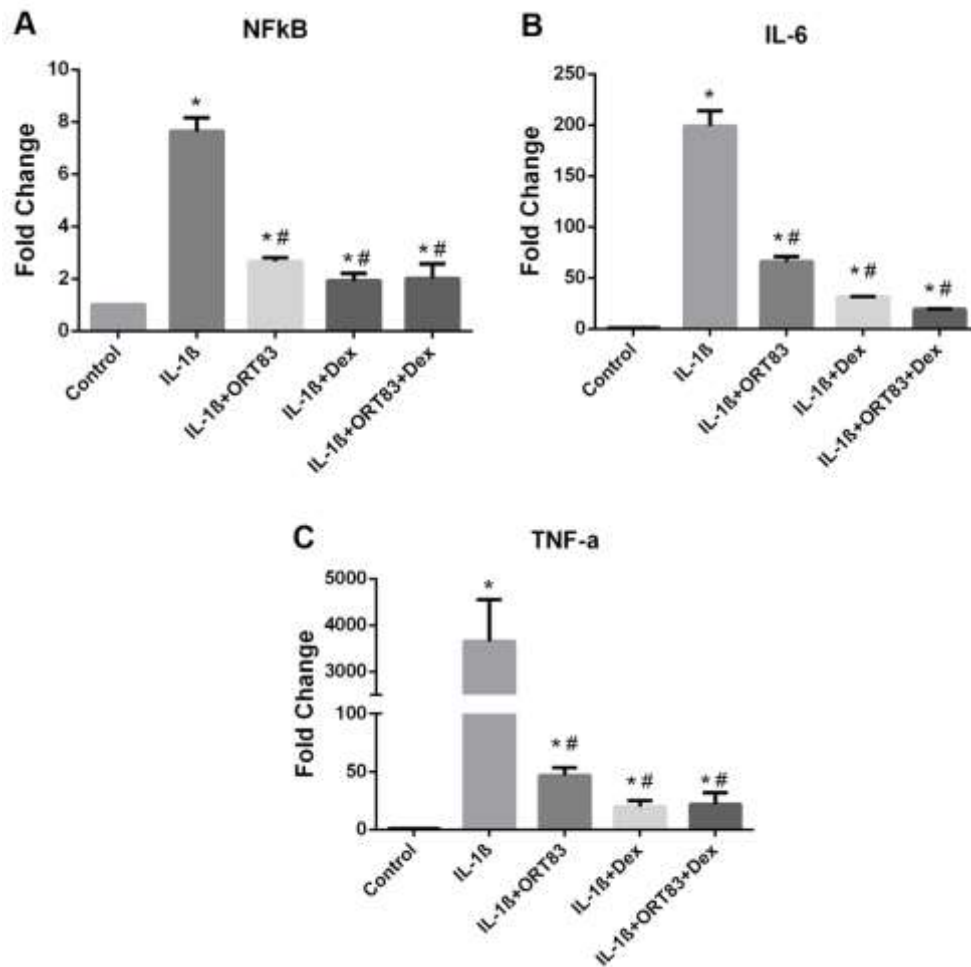 A
NFkB
Fold Change
10
8
6
4
2
0
*
* #
* #
* #
Control
IL-1ß
IL-1ß+ORT83
IL-1ß+Dex
IL-1ß+ORT83+Dex
B
IL-6
Fold Change
250
200
150
100
50
0
*
* #
* #
* #
Control
IL-1ß
IL-1ß+ORT83
IL-1ß+Dex
IL-1ß+ORT83+Dex
C
TNF-a
Fold Change
5000
4000
3000
100
50
0
*
* #
* #
* #
Control
IL-1ß
IL-1ß+ORT83
IL-1ß+Dex
IL-1ß+ORT83+Dex